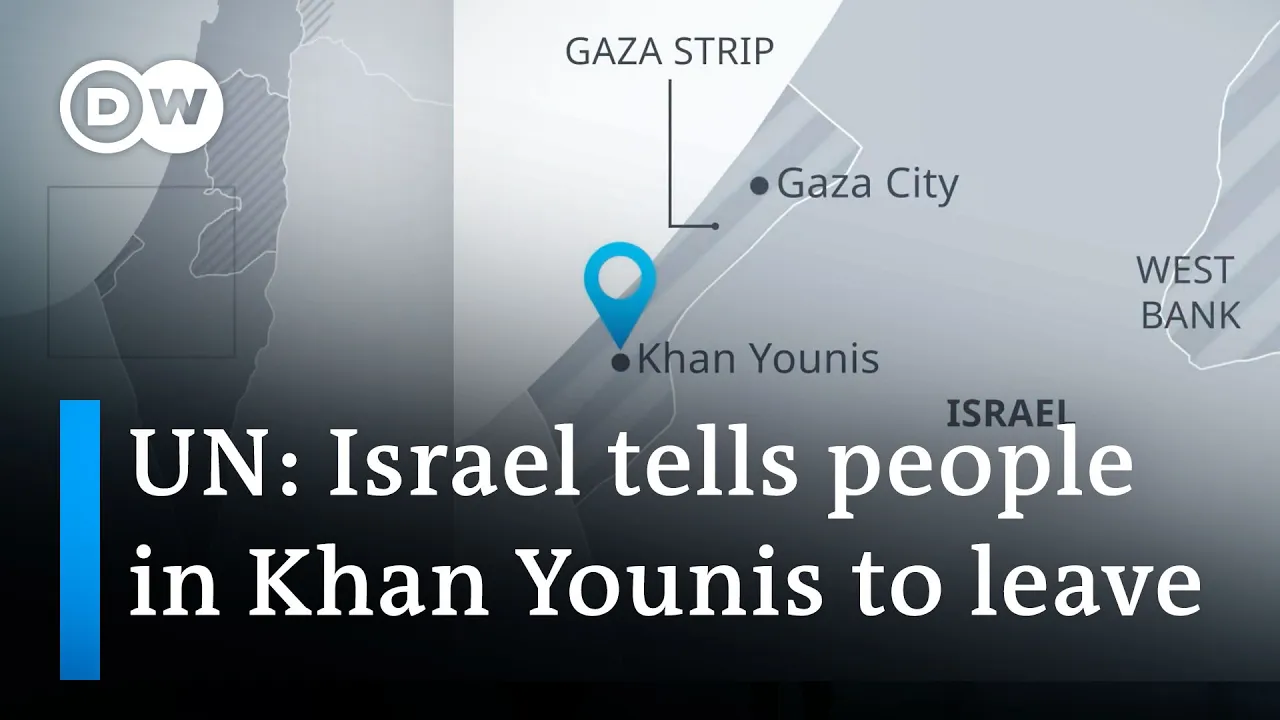 DW
GAZA STRIP
Gaza City
WEST
BANK
Khan Younis
ISRAEL
UN: Israel tells people
in Khan Younis to leave